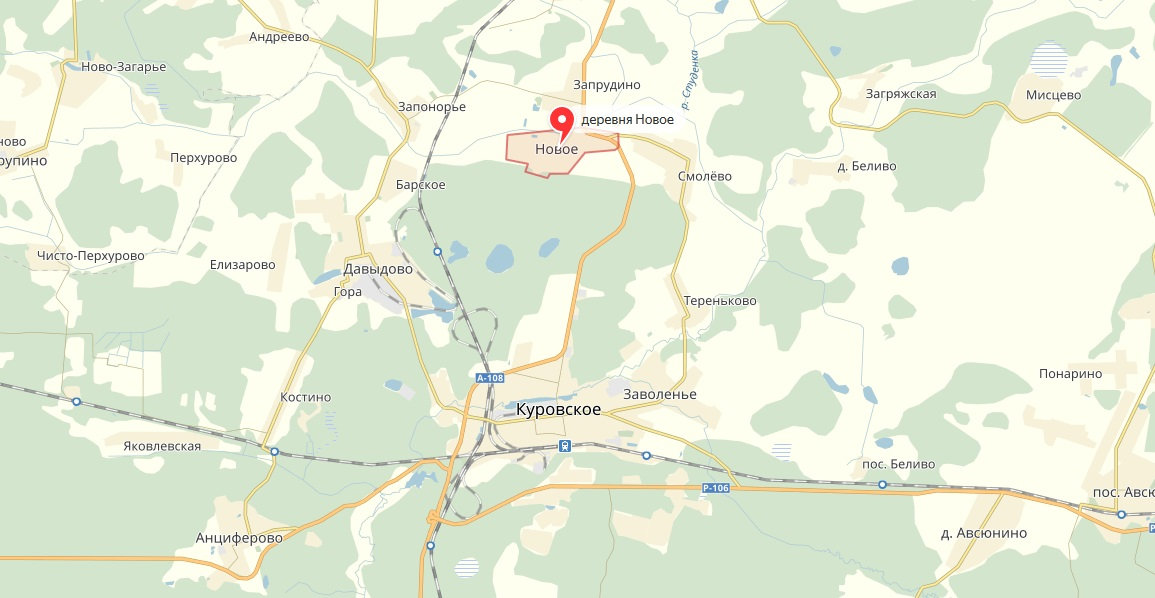 Андреево
Ново-Загарье
Запрудино
р. Студенка
Загряжская
Мисцево
Запонорье
деревня Новое
ново
рупино
Перхурово
Новое
Барское
Смолёво
д. Беливо
Чисто-Перхурово
Елизарово
Давыдово
Гора
Тереньково
А-108
Понарино
Костино
Куровское
Заволенье
Яковлевская
пос. Беливо
Р-106
пос. Авсю
Анциферово
д. Авсюнино